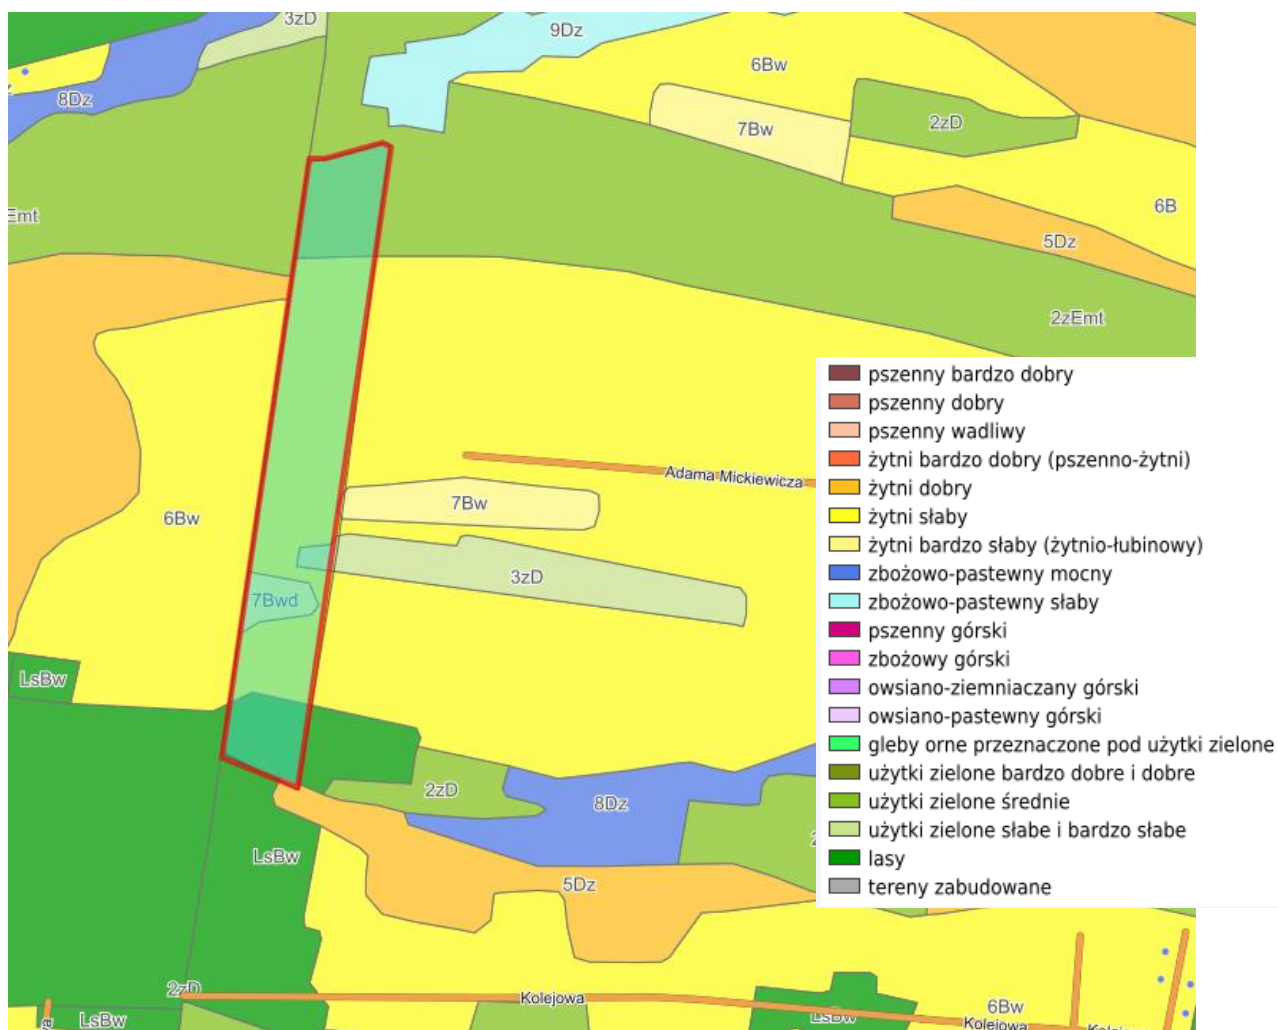 3zD
9Dz
6Bw
8Dz
7Bw
2zD
6B
Emt
5Dz
2zEmt
pszenny bardzo dobry
pszenny dobry
pszenny wadliwy
żytni bardzo dobry (pszenno-żytni)
żytni dobry
żytni słaby
żytni bardzo słaby (żytnio-łubinowy)
zbożowo-pastewny mocny
zbożowo-pastewny słaby
pszenny górski
zbożowy górski
owsiano-ziemniaczany górski
owsiano-pastewny górski
gleby orne przeznaczone pod użytki zielone
użytki zielone bardzo dobre i dobre
użytki zielone średnie
użytki zielone słabe i bardzo słabe
lasy
tereny zabudowane
Adama Mickiewicza
7Bw
6Bw
3zD
7Bwd
LsBw
2zD
8Dz
2
LsBw
5Dz
2zD
Kolejowa
6Bw
LsBw
LsBw
Kolejowa